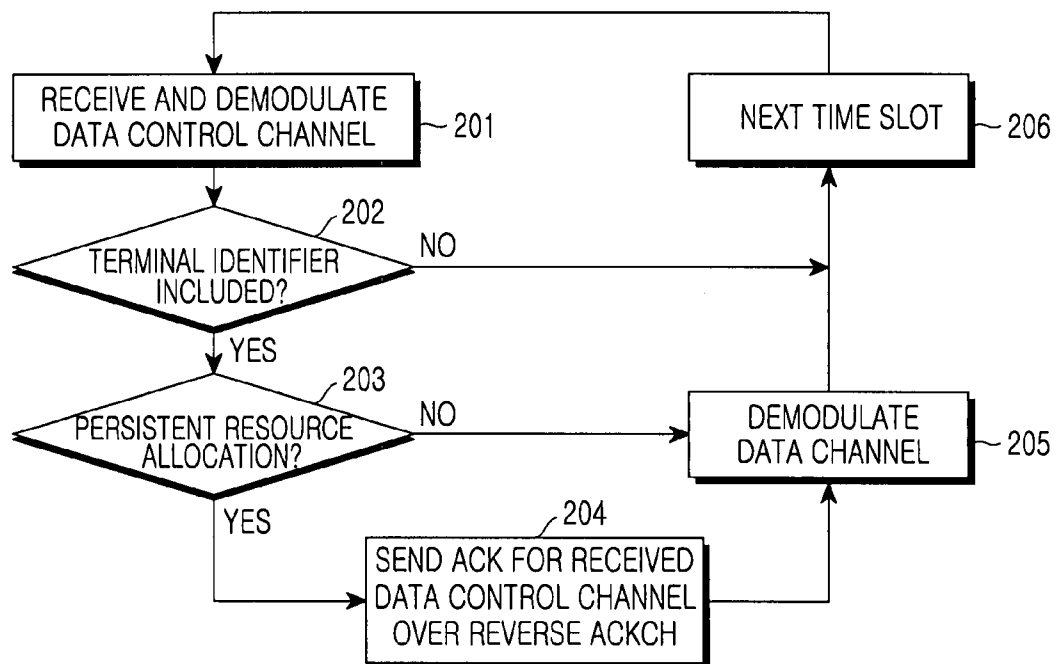 RECEIVE AND DEMODULATE
DATA CONTROL CHANNEL
201
NEXT TIME SLOT
206
202
TERMINAL IDENTIFIER
INCLUDED?
NO
YES
203
PERSISTENT RESOURCE
ALLOCATION?
NO
YES
DEMODULATE
DATA CHANNEL
205
204
SEND ACK FOR RECEIVED
DATA CONTROL CHANNEL
OVER REVERSE ACKCH